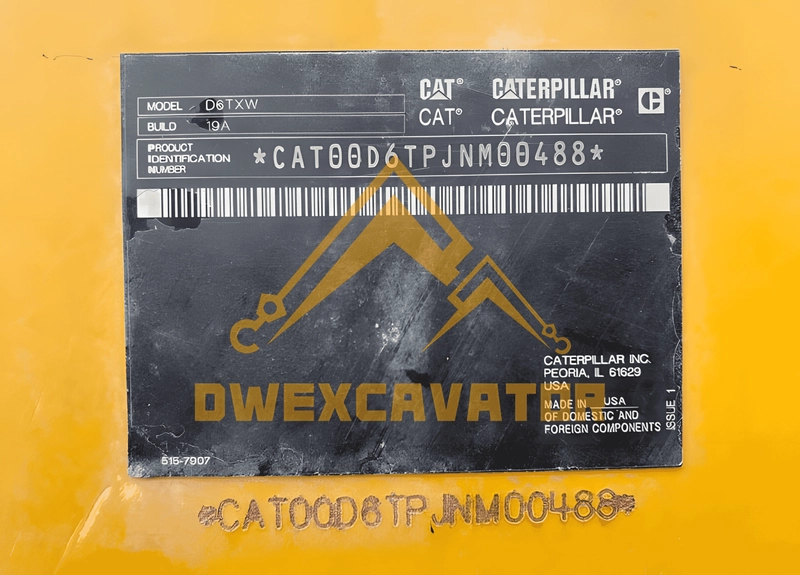 CAT® CATERPILLAR®
MODEL D6TXW
CAT® CATERPILLAR®
C
BUILD 19A
PRODUCT IDENTIFICATION NUMBER
*CAT00D6TPJNM00488*
CATERPILLAR INC.
PEORIA, IL 61629
USA
DWEXCAVATOR
MADE IN USA
OF DOMESTIC AND
FOREIGN COMPONENTS
ISSUE 1
515-7907
*CAT00D6TPJNM00488*